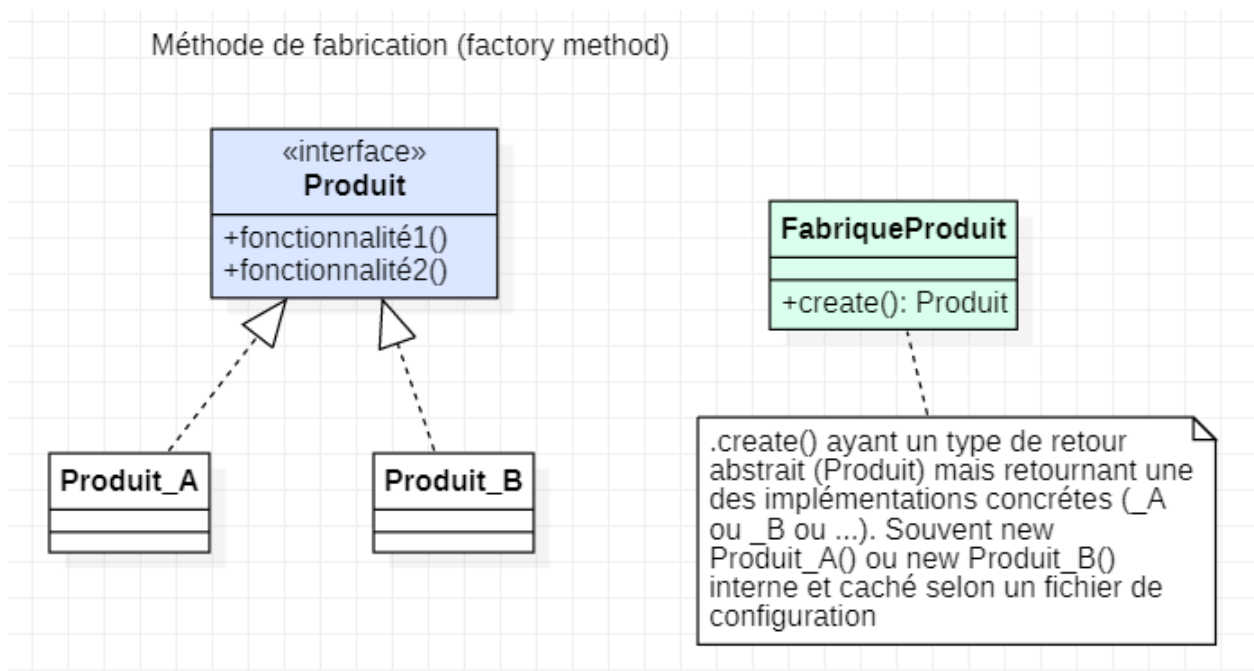 Méthode de fabrication (factory method)
«interface»
Produit
+fonctionnalité1()
+fonctionnalité2()
FabriqueProduit
+create(): Produit
Produit_A
Produit_B
.create() ayant un type de retour
abstrait (Produit) mais retournant une
des implémentations concrétes (_A
ou _B ou ...). Souvent new
Produit_A() ou new Produit_B()
interne et caché selon un fichier de
configuration